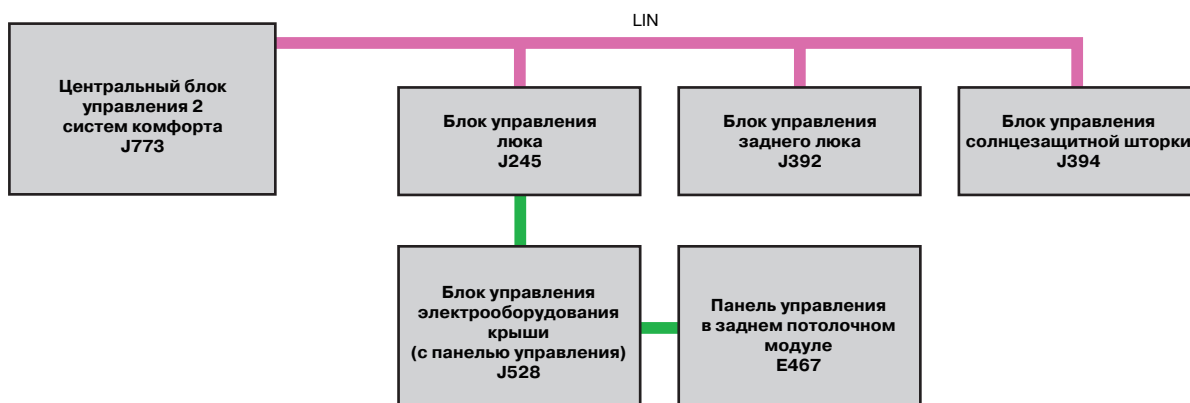 LIN
Центральный блок
управления 2
систем комфорта
J773
Блок управления
люка
J245
Блок управления
заднего люка
J392
Блок управления
солнцезащитной шторки
J394
Блок управления
электрооборудования
крыши
(с панелью управления)
J528
Панель управления
в заднем потолочном
модуле
E467